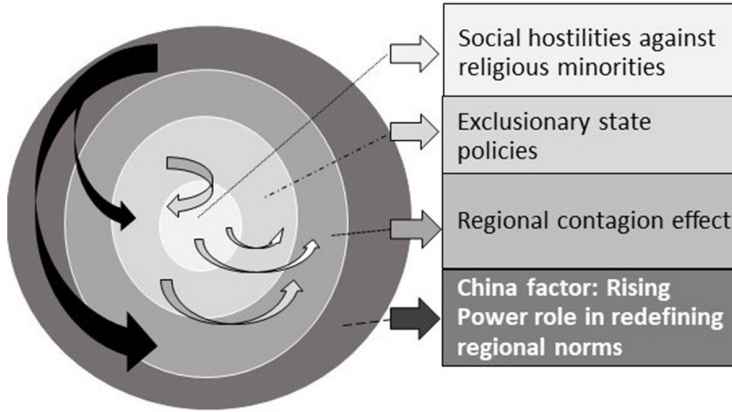 Social hostilities against
religious minorities
Exclusionary state
policies
Regional contagion effect
China factor: Rising
Power role in redefining
regional norms